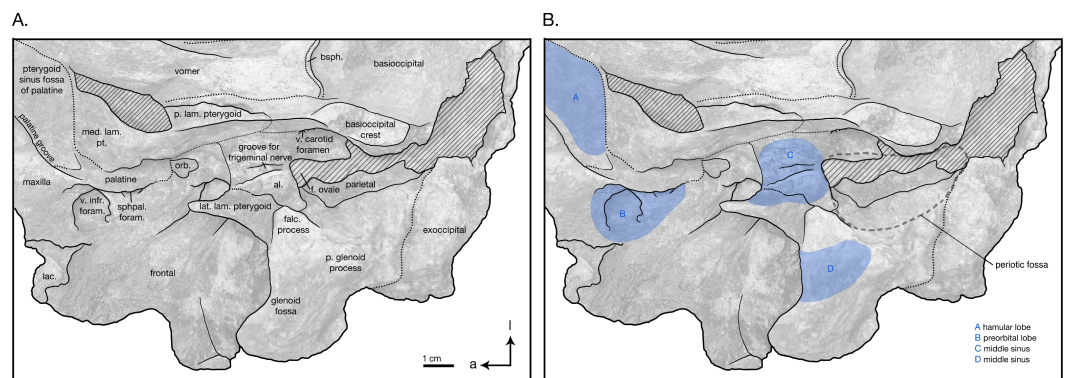 A.
bsph.
pterygoid
sinus fossa
of palatine
vomer
basioccipital
p. lam. pterygoid
basioccipital
crest
palatine groove
med. lam.
pt.
v. carotid
foramen
groove for
trigeminal nerve
orb.
maxilla
palatine
al.
f. ovale
parietal
v. infr.
foram.
sphpal.
foram.
lat. lam. pterygoid
falc.
process
exoccipital
p. glenoid
process
lac.
frontal
glenoid
fossa
1 cm
l
a
B.
A
C
B
D
periotic fossa
A hamular lobe
B preorbital lobe
C middle sinus
D middle sinus